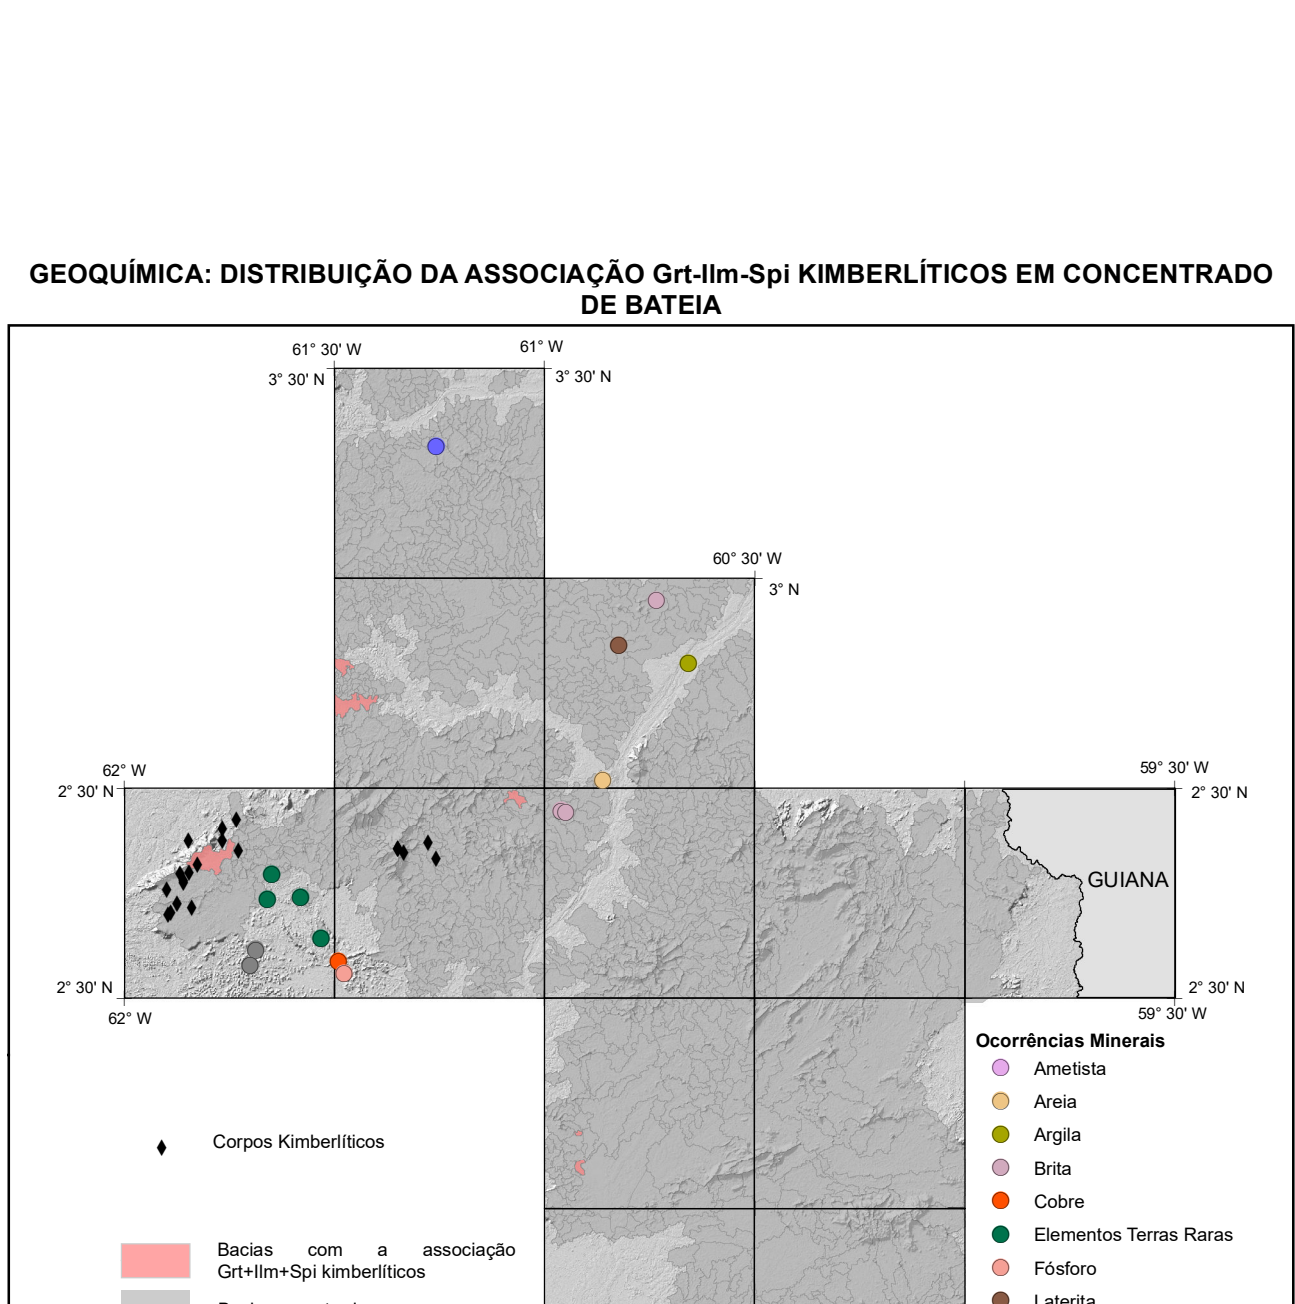 GEOQUÍMICA: DISTRIBUIÇÃO DA ASSOCIAÇÃO Grt-Ilm-Spi KIMBERLÍTICOS EM CONCENTRADO
DE BATEIA
61° 30' W
61° W
3° 30' N
3° 30' N
60° 30' W
3° N
62° W
59° 30' W
2° 30' N
2° 30' N
GUIANA
2° 30' N
2° 30' N
62° W
59° 30' W
Ocorrências Minerais
Ametista
Areia
Argila
Brita
Cobre
Elementos Terras Raras
Fósforo
Laterita
Corpos Kimberlíticos
Bacias com a associação
Grt+Ilm+Spi kimberlíticos